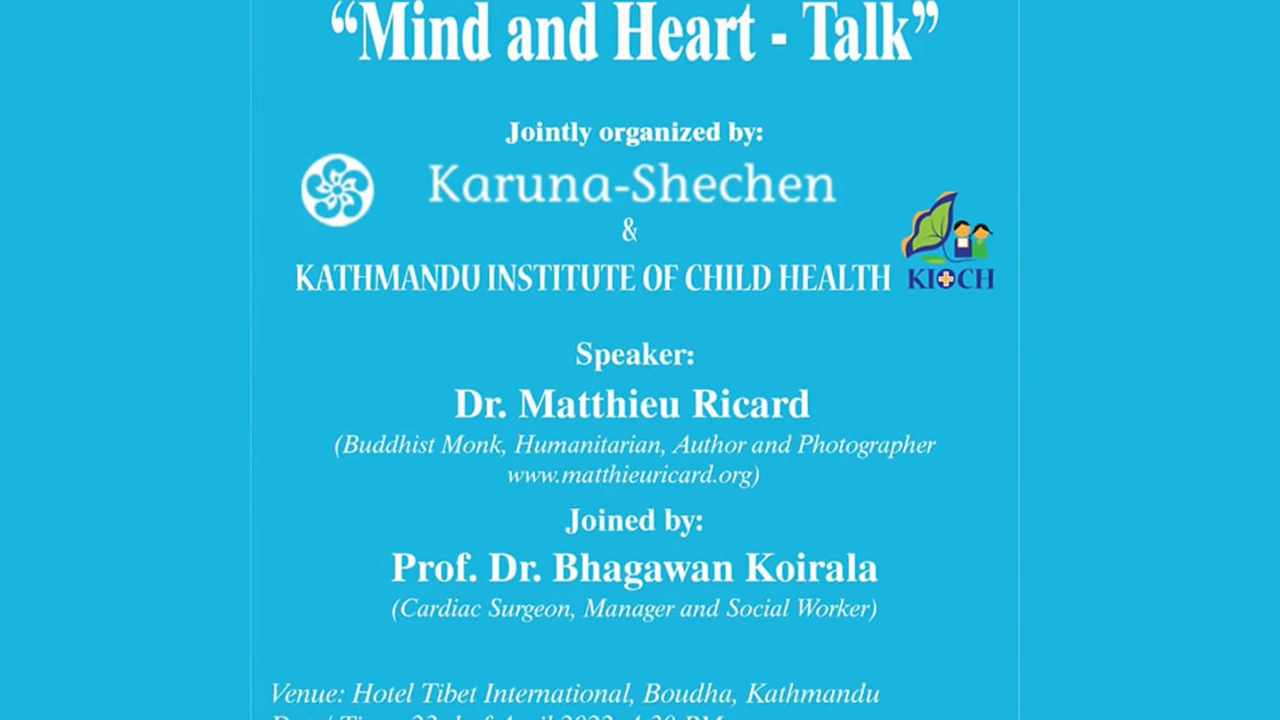 “Mind and Heart - Talk”
Jointly organized by:
Karuna-Shechen
&
KATHMANDU INSTITUTE OF CHILD HEALTH
KIOCH
Speaker:
Dr. Matthieu Ricard
(Buddhist Monk, Humanitarian, Author and Photographer
www.matthieuricard.org)
Joined by:
Prof. Dr. Bhagawan Koirala
(Cardiac Surgeon, Manager and Social Worker)
Venue: Hotel Tibet International, Boudha, Kathmandu